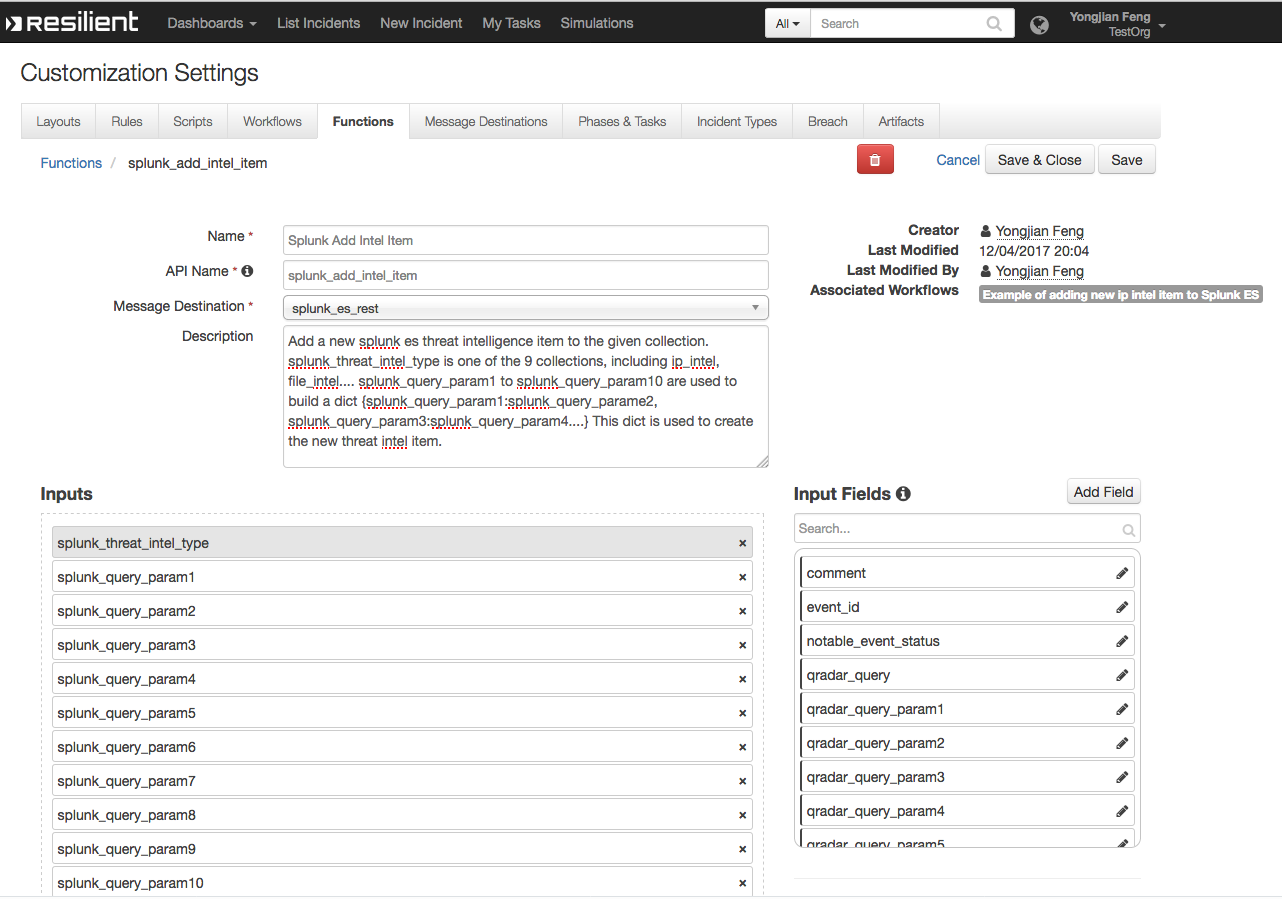 resilient Dashboards List Incidents New Incident My Tasks Simulations All Search Yongjian Feng
TestOrg
Customization Settings
Layouts Rules Scripts Workflows Functions Message Destinations Phases & Tasks Incident Types Breach Artifacts
Functions / splunk_add_intel_item Cancel Save & Close Save
Name * Splunk Add Intel Item
API Name * splunk_add_intel_item
Message Destination * splunk_es_rest
Description Add a new splunk es threat intelligence item to the given collection.
splunk_threat_intel_type is one of the 9 collections, including ip_intel,
file_intel.... splunk_query_param1 to splunk_query_param10 are used to
build a dict {splunk_query_param1:splunk_query_parame2,
splunk_query_param3:splunk_query_param4....} This dict is used to create
the new threat intel item.
Creator Yongjian Feng
Last Modified 12/04/2017 20:04
Last Modified By Yongjian Feng
Associated Workflows Example of adding new ip intel item to Splunk ES
Inputs
splunk_threat_intel_type ×
splunk_query_param1 ×
splunk_query_param2 ×
splunk_query_param3 ×
splunk_query_param4 ×
splunk_query_param5 ×
splunk_query_param6 ×
splunk_query_param7 ×
splunk_query_param8 ×
splunk_query_param9 ×
splunk_query_param10 ×
Input Fields Add Field
Search...
comment
event_id
notable_event_status
qradar_query
qradar_query_param1
qradar_query_param2
qradar_query_param3
qradar_query_param4
qradar_query_param5